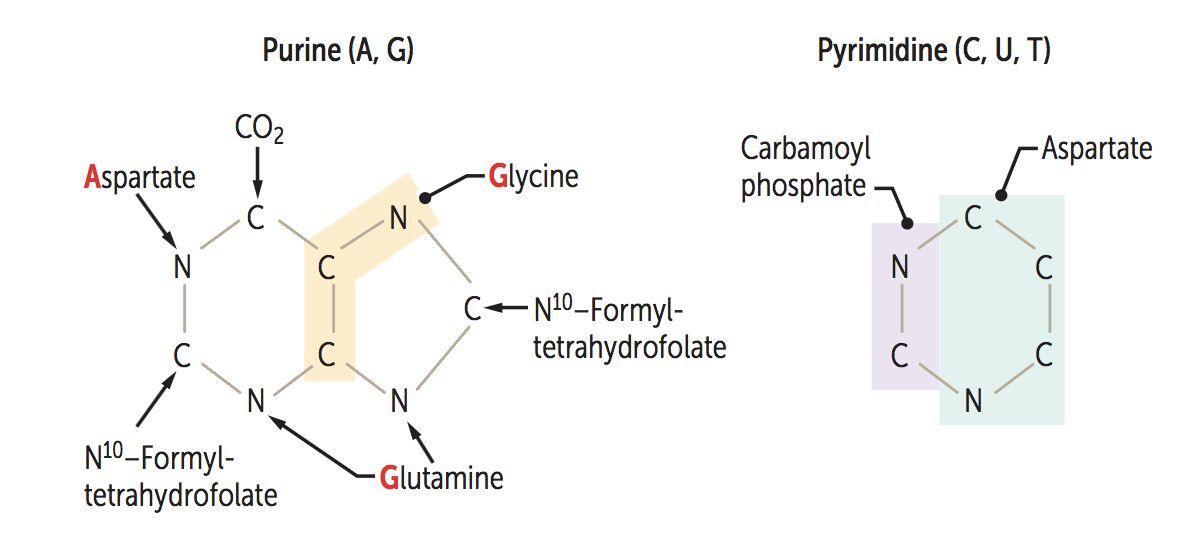 Purine (A, G)
CO₂
Aspartate
Glycine
C
N
N
C
C
N¹⁰–Formyl-
tetrahydrofolate
C
C
N
N
N¹⁰–Formyl-
tetrahydrofolate
Glutamine
Pyrimidine (C, U, T)
Carbamoyl
phosphate
Aspartate
C
N
C
C
C
N